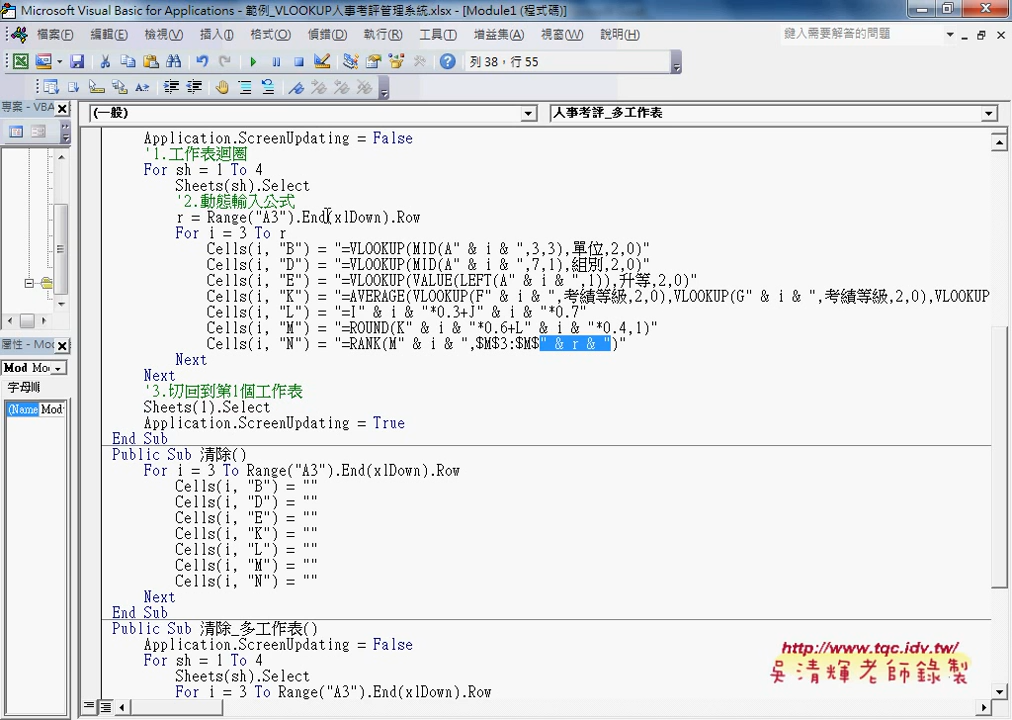 Microsoft Visual Basic for Applications - 範例_VLOOKUP人事考評管理系統.xlsx - [Module1 (程式碼)]
檔案(F) 編輯(E) 檢視(V) 插入(I) 格式(O) 偵錯(D) 執行(R) 工具(T) 增益集(A) 視窗(W) 說明(H) 鍵入需要解答的問題
列 38，行 55
專案 - VBA
(一般) 人事考評_多工作表
Application.ScreenUpdating = False
'1.工作表迴圈
For sh = 1 To 4
Sheets(sh).Select
'2.動態輸入公式
r = Range("A3").End(xlDown).Row
For i = 3 To r
Cells(i, "B") = "=VLOOKUP(MID(A" & i & ",3,3),單位,2,0)"
Cells(i, "D") = "=VLOOKUP(MID(A" & i & ",7,1),組別,2,0)"
Cells(i, "E") = "=VLOOKUP(VALUE(LEFT(A" & i & ",1)),升等,2,0)"
Cells(i, "K") = "=AVERAGE(VLOOKUP(F" & i & ",考績等級,2,0),VLOOKUP(G" & i & ",考績等級,2,0),VLOOKUP
Cells(i, "L") = "=I" & i & "*0.3+J" & i & "*0.7"
Cells(i, "M") = "=ROUND(K" & i & "*0.6+L" & i & "*0.4,1)"
Cells(i, "N") = "=RANK(M" & i & ",$M$3:$M$" & r & ")"
Next
Next
'3.切回到第1個工作表
Sheets(1).Select
Application.ScreenUpdating = True
End Sub
Public Sub 清除()
For i = 3 To Range("A3").End(xlDown).Row
Cells(i, "B") = ""
Cells(i, "D") = ""
Cells(i, "E") = ""
Cells(i, "K") = ""
Cells(i, "L") = ""
Cells(i, "M") = ""
Cells(i, "N") = ""
Next
End Sub
Public Sub 清除_多工作表()
Application.ScreenUpdating = False
For sh = 1 To 4
Sheets(sh).Select
For i = 3 To Range("A3").End(xlDown).Row
屬性 - Mod
Mod Mo
字母順
(Name Mod
http://www.tqc.idv.tw/
吳清輝老師錄製